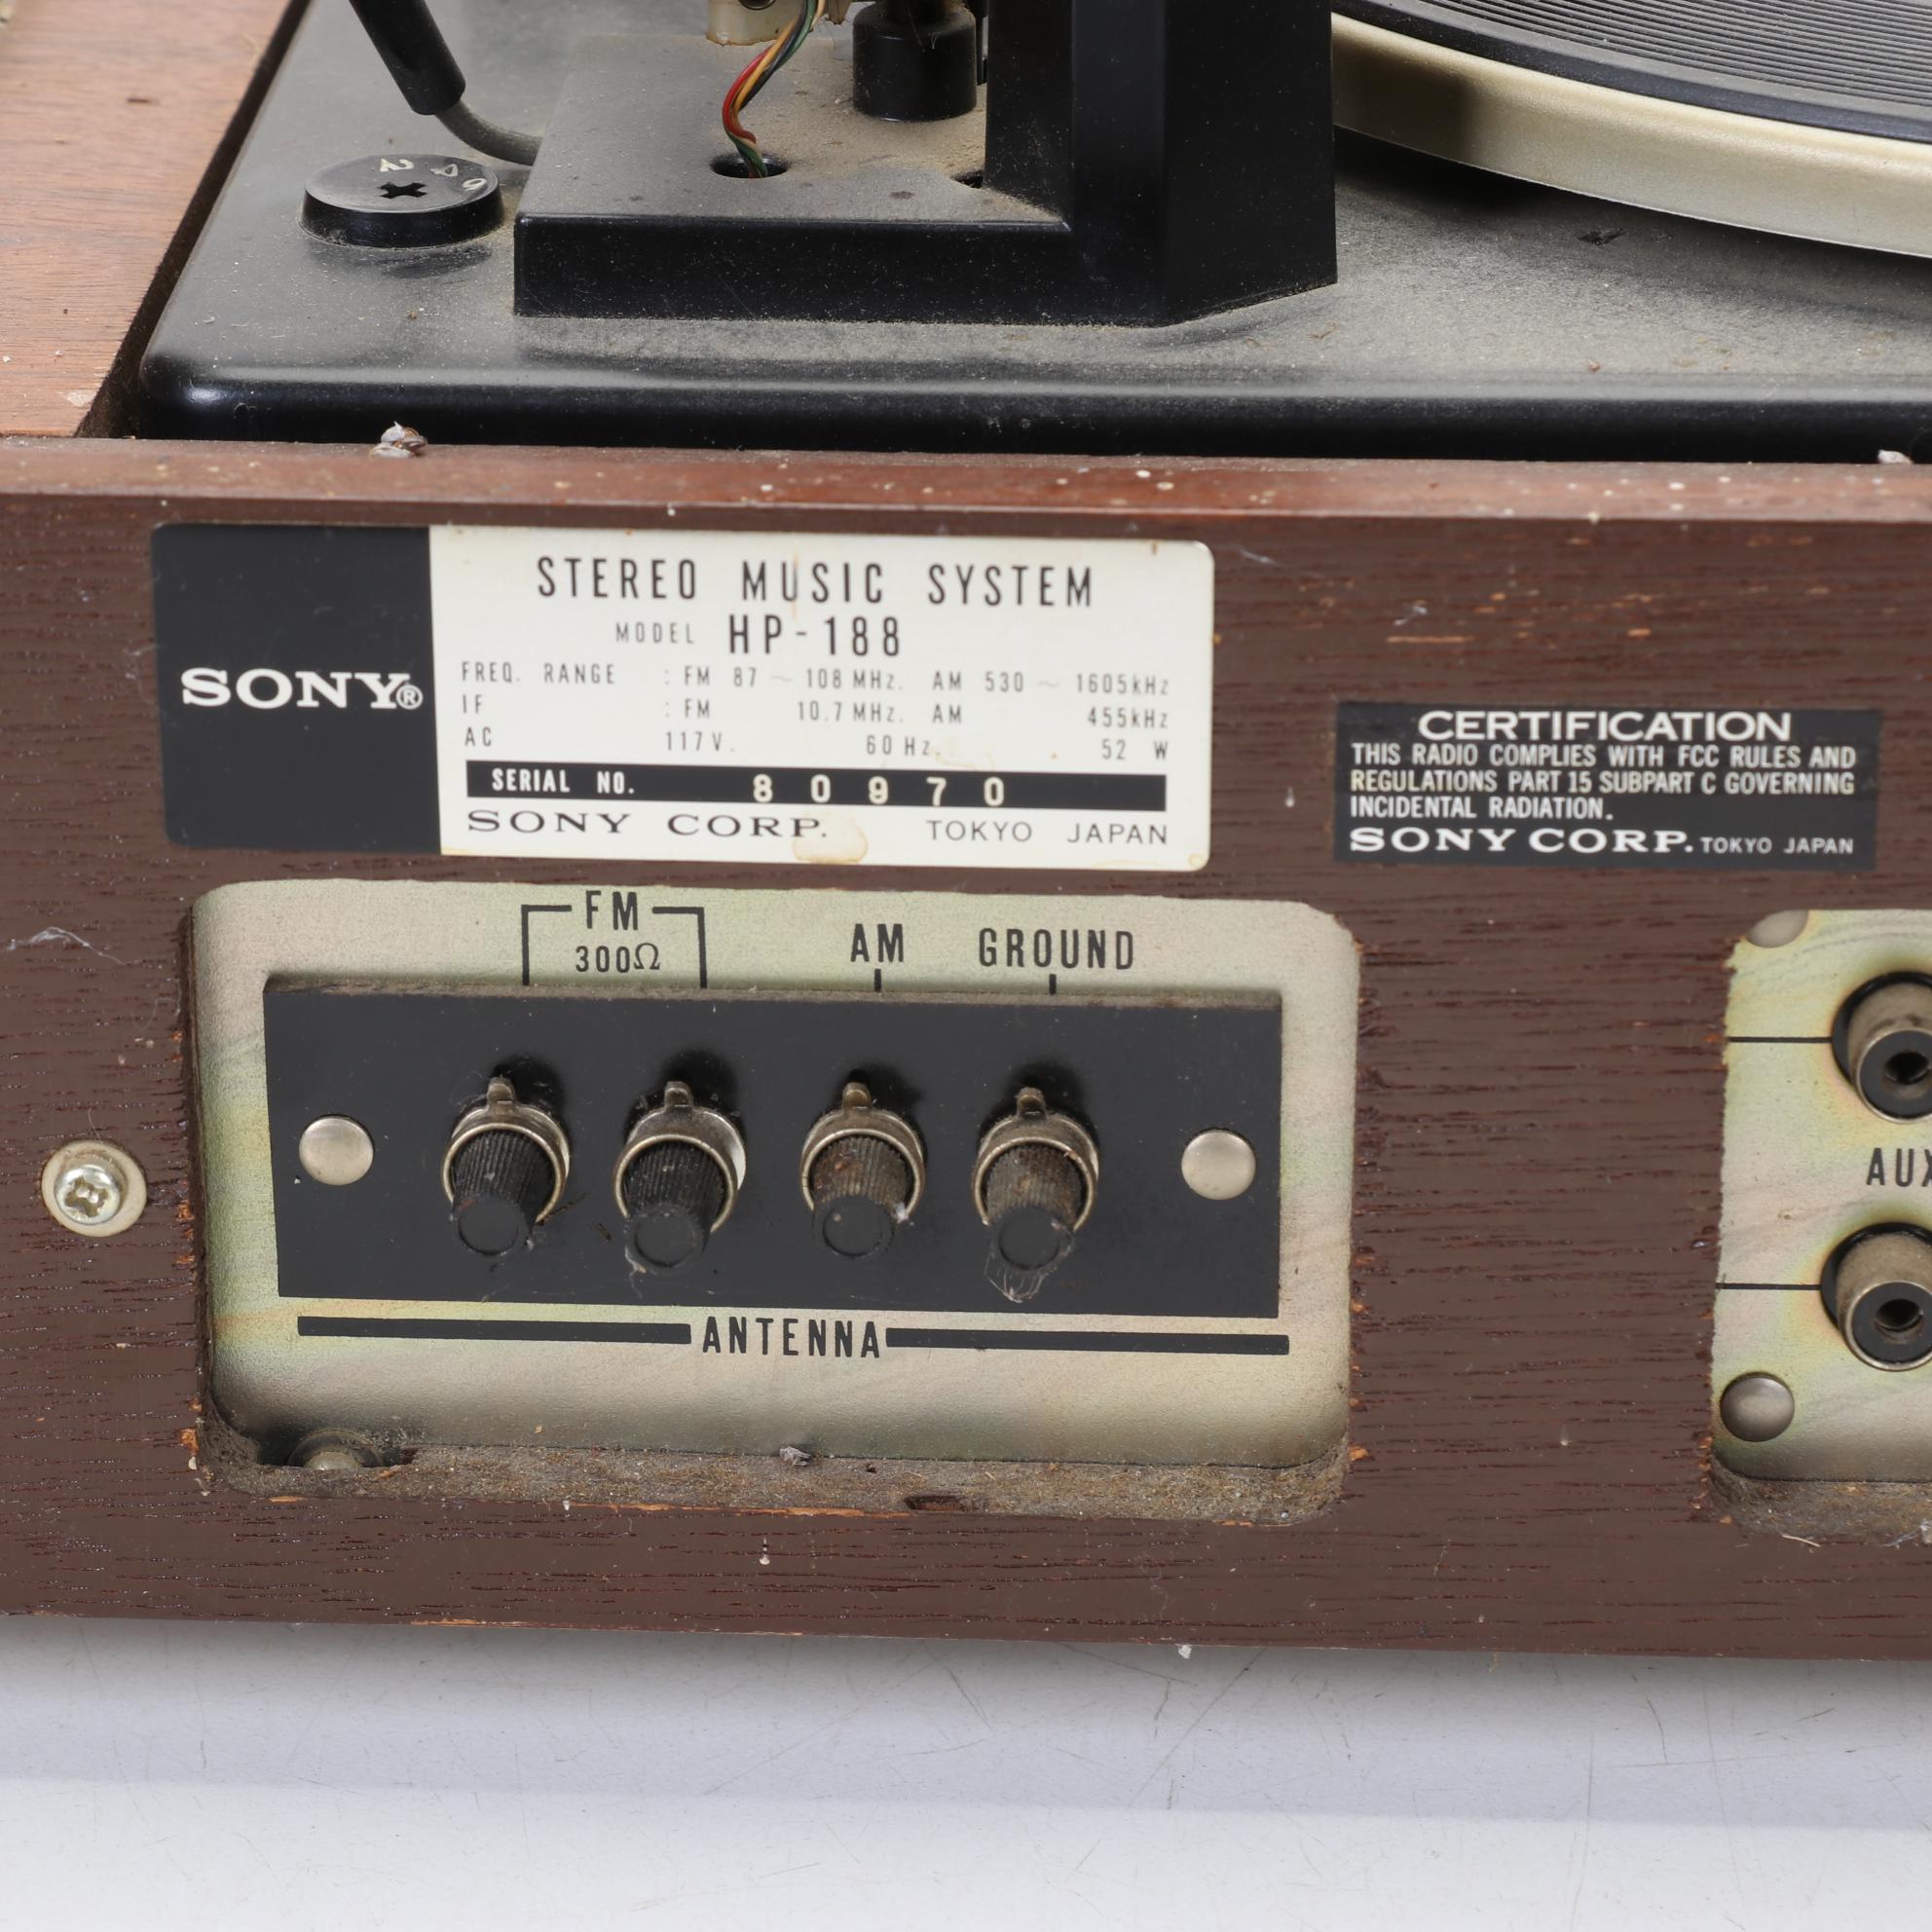 2 4 6
STEREO MUSIC SYSTEM
MODEL HP-188
SONY®
FREQ. RANGE : FM 87 ~ 108 MHz. AM 530 ~ 1605kHz
IF : FM 10.7 MHz. AM 455kHz
AC 117V. 60 Hz. 52 W
SERIAL NO. 80970
SONY CORP. TOKYO JAPAN
CERTIFICATION
THIS RADIO COMPLIES WITH FCC RULES AND
REGULATIONS PART 15 SUBPART C GOVERNING
INCIDENTAL RADIATION.
SONY CORP. TOKYO JAPAN
FM
300Ω
AM
GROUND
ANTENNA
AUX